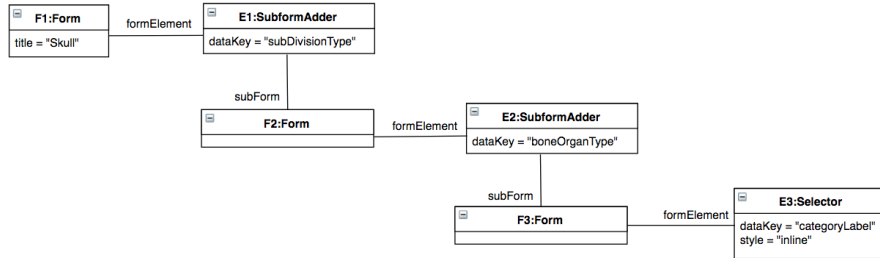 F1:Form
title = "Skull"
formElement
E1:SubformAdder
dataKey = "subDivisionType"
subForm
F2:Form
formElement
E2:SubformAdder
dataKey = "boneOrganType"
subForm
F3:Form
formElement
E3:Selector
dataKey = "categoryLabel"
style = "inline"